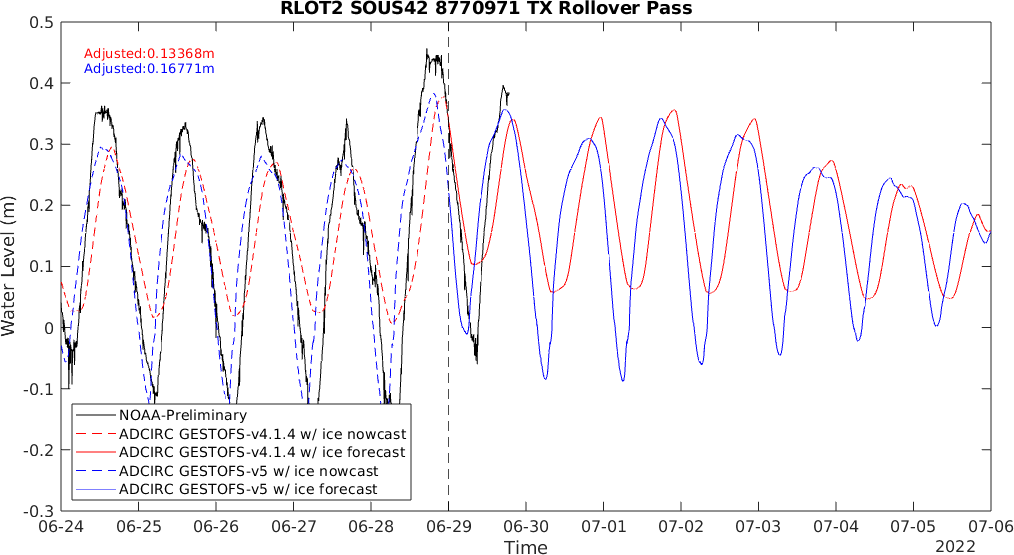 RLOT2 SOUS42 8770971 TX Rollover Pass
Adjusted:0.13368m
Adjusted:0.16771m
Water Level (m)
0.5
0.4
0.3
0.2
0.1
0
-0.1
-0.2
-0.3
NOAA-Preliminary
ADCIRC GESTOFS-v4.1.4 w/ ice nowcast
ADCIRC GESTOFS-v4.1.4 w/ ice forecast
ADCIRC GESTOFS-v5 w/ ice nowcast
ADCIRC GESTOFS-v5 w/ ice forecast
06-24 06-25 06-26 06-27 06-28 06-29 06-30 07-01 07-02 07-03 07-04 07-05 07-06
Time
2022